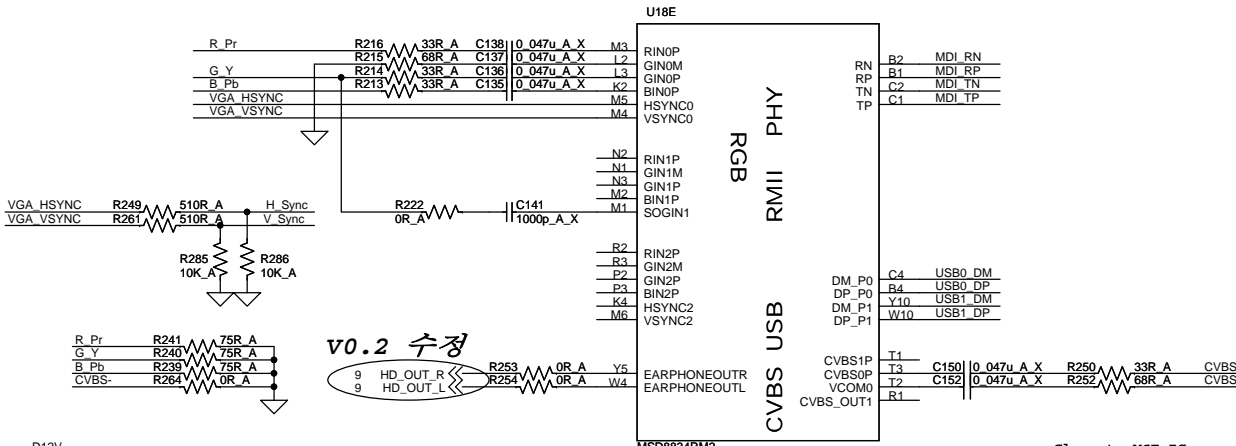 U18E
R_Pr R216 33R_A C138 0_047u_A_X M3 RIN0P
R215 68R_A C137 0_047u_A_X L2 GIN0M
G_Y R214 33R_A C136 0_047u_A_X L3 GIN0P
B_Pb R213 33R_A C135 0_047u_A_X K2 BIN0P
VGA_HSYNC M5 HSYNC0
VGA_VSYNC M4 VSYNC0
B2 MDI_RN RN
B1 MDI_RP RP
C2 MDI_TN TN
C1 MDI_TP TP
RGB
RMII PHY
N2 RIN1P
N1 GIN1M
N3 GIN1P
M2 BIN1P
R222 0R_A C141 1000p_A_X M1 SOGIN1
VGA_HSYNC R249 510R_A H_Sync
VGA_VSYNC R261 510R_A V_Sync
R285 10K_A
R286 10K_A
R2 RIN2P
R3 GIN2M
P2 GIN2P
P3 BIN2P
K4 HSYNC2
M6 VSYNC2
DM_P0 C4 USB0_DM
DP_P0 B4 USB0_DP
DM_P1 Y10 USB1_DM
DP_P1 W10 USB1_DP
CVBS USB
R_Pr R241 75R_A
G_Y R240 75R_A
B_Pb R239 75R_A
CVBS- R264 0R_A
V0.2 수정
9 HD_OUT_R R253 0R_A Y5 EARPHONEOUTR
9 HD_OUT_L R254 0R_A W4 EARPHONEOUTL
CVBS1P T1
CVBS0P T3 C150 0_047u_A_X R250 33R_A CVBS
VCOM0 T2 C152 0_047u_A_X R252 68R_A CVBS
CVBS_OUT1 R1